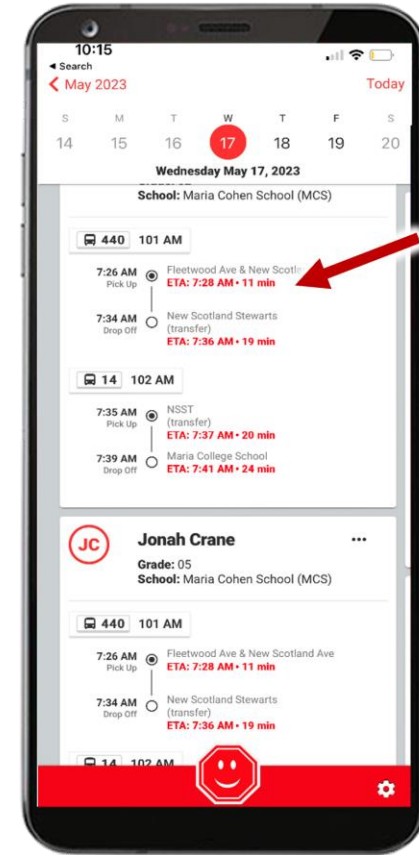 10:15
◀ Search
May 2023 Today
S M T W T F S
14 15 16 17 18 19 20
Wednesday May 17, 2023
School: Maria Cohen School (MCS)
440 101 AM
7:26 AM Fleetwood Ave & New
Pick Up ETA: 7:28 AM • 11 min
7:34 AM New Scotland Stewarts
Drop Off (transfer)
ETA: 7:36 AM • 19 min
14 102 AM
7:35 AM NSST
Pick Up (transfer)
ETA: 7:37 AM • 20 min
7:39 AM Maria College School
Drop Off ETA: 7:41 AM • 24 min
JC Jonah Crane ...
Grade: 05
School: Maria Cohen School (MCS)
440 101 AM
7:26 AM Fleetwood Ave & New Scotland Ave
Pick Up ETA: 7:28 AM • 11 min
7:34 AM New Scotland Stewarts
Drop Off (transfer)
ETA: 7:36 AM • 19 min
14 102 AM